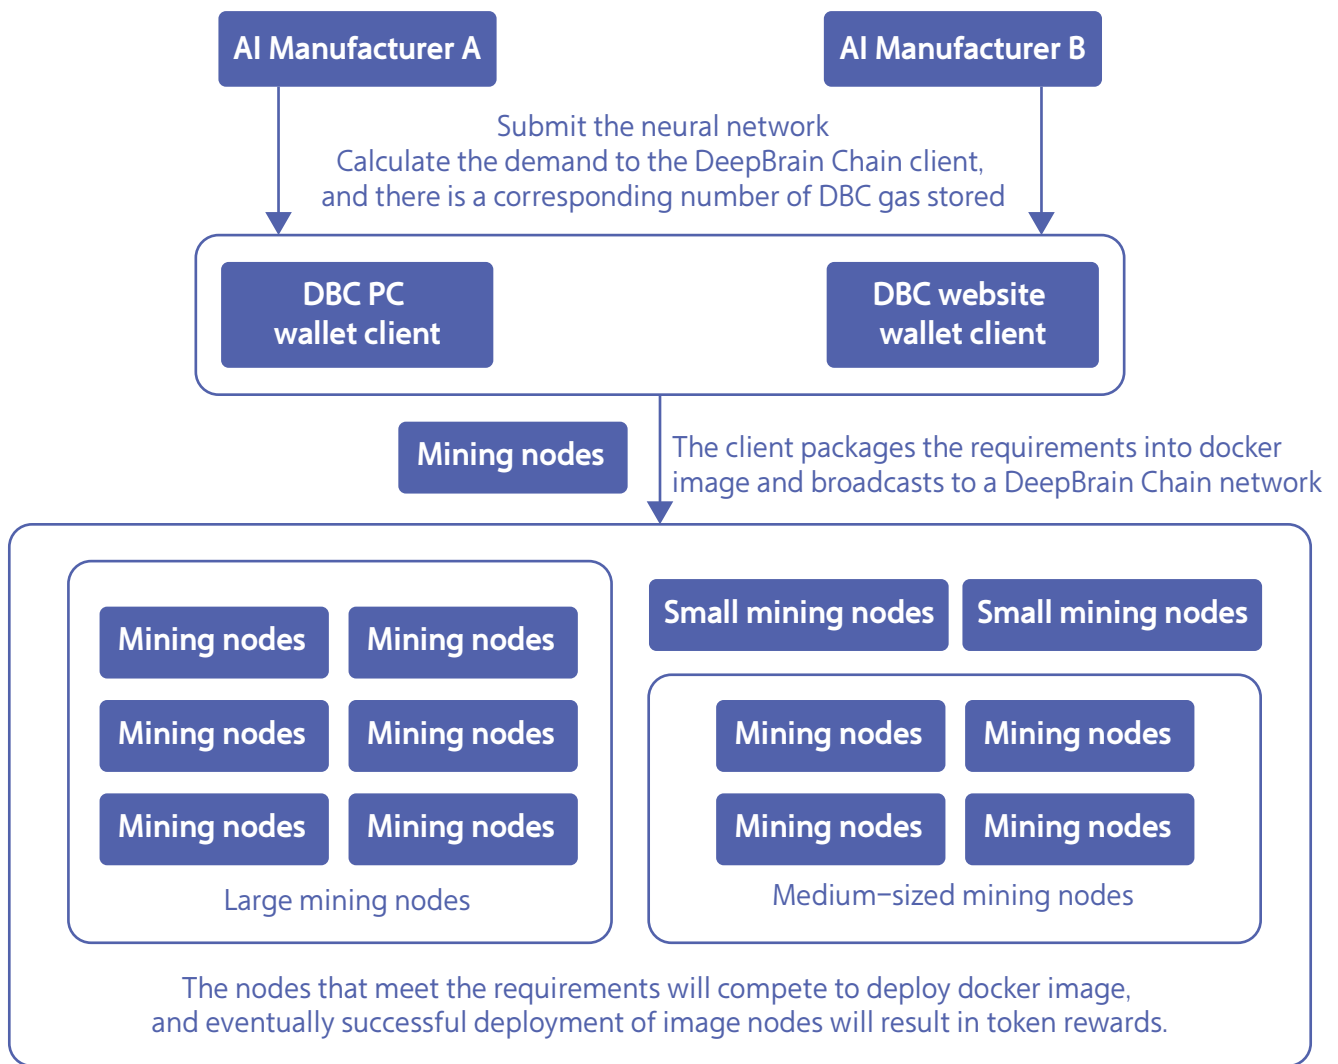 AI Manufacturer A
AI Manufacturer B
Submit the neural network
Calculate the demand to the DeepBrain Chain client,
and there is a corresponding number of DBC gas stored
DBC PC
wallet client
DBC website
wallet client
Mining nodes
The client packages the requirements into docker
image and broadcasts to a DeepBrain Chain network
Mining nodes
Mining nodes
Mining nodes
Mining nodes
Mining nodes
Mining nodes
Large mining nodes
Small mining nodes
Small mining nodes
Mining nodes
Mining nodes
Mining nodes
Mining nodes
Medium-sized mining nodes
The nodes that meet the requirements will compete to deploy docker image,
and eventually successful deployment of image nodes will result in token rewards.